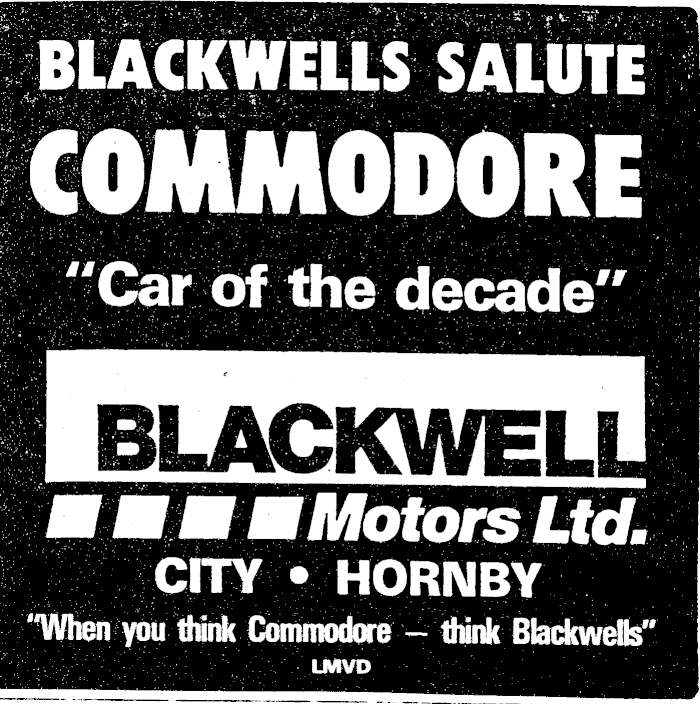 BLACKWELLS SALUTE
COMMODORE
"Car of the decade"
BLACKWELL
Motors Ltd.
CITY • HORNBY
"When you think Commodore — think Blackwells"
LMVD